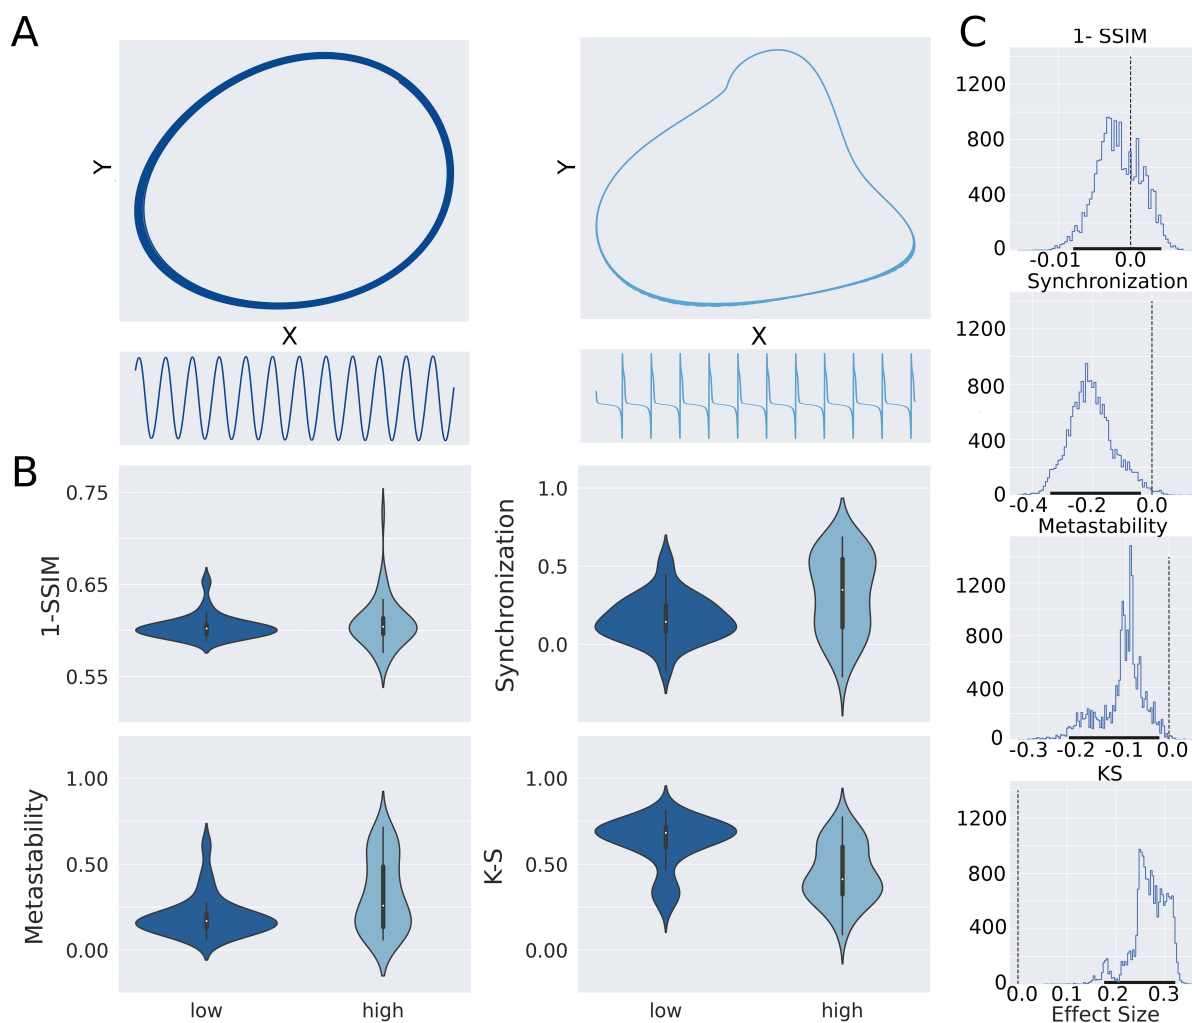 A
Y
X
Y
X
B
0.75
0.65
0.55
1-SSIM
1.0
0.5
0.0
Synchronization
1.00
0.50
0.00
Metastability
low
high
1.00
0.50
0.00
K-S
low
high
C
1- SSIM
1200
800
400
0
-0.01
0.0
Synchronization
1200
800
400
0
-0.4
-0.2
0.0
Metastability
1200
800
400
0
-0.3
-0.2
-0.1
0.0
KS
1200
800
400
0
0.0
0.1
0.2
0.3
Effect Size